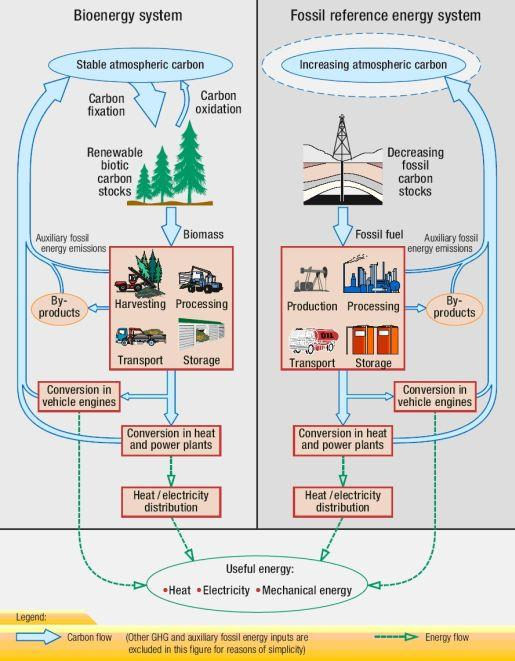 Bioenergy system
Stable atmospheric carbon
Carbon
fixation
Carbon
oxidation
Renewable
biotic
carbon
stocks
Biomass
Auxiliary fossil
energy emissions
Harvesting
Processing
By-
products
Transport
Storage
Conversion in
vehicle engines
Conversion in heat
and power plants
Heat / electricity
distribution
Fossil reference energy system
Increasing atmospheric carbon
Decreasing
fossil
carbon
stocks
Fossil fuel
Auxiliary fossil
energy emissions
Production
Processing
By-
products
OIL
Transport
Storage
Conversion in
vehicle engines
Conversion in heat
and power plants
Heat / electricity
distribution
Useful energy:
• Heat • Electricity • Mechanical energy
Legend:
Carbon flow
(Other GHG and auxiliary fossil energy inputs are
excluded in this figure for reasons of simplicity)
Energy flow